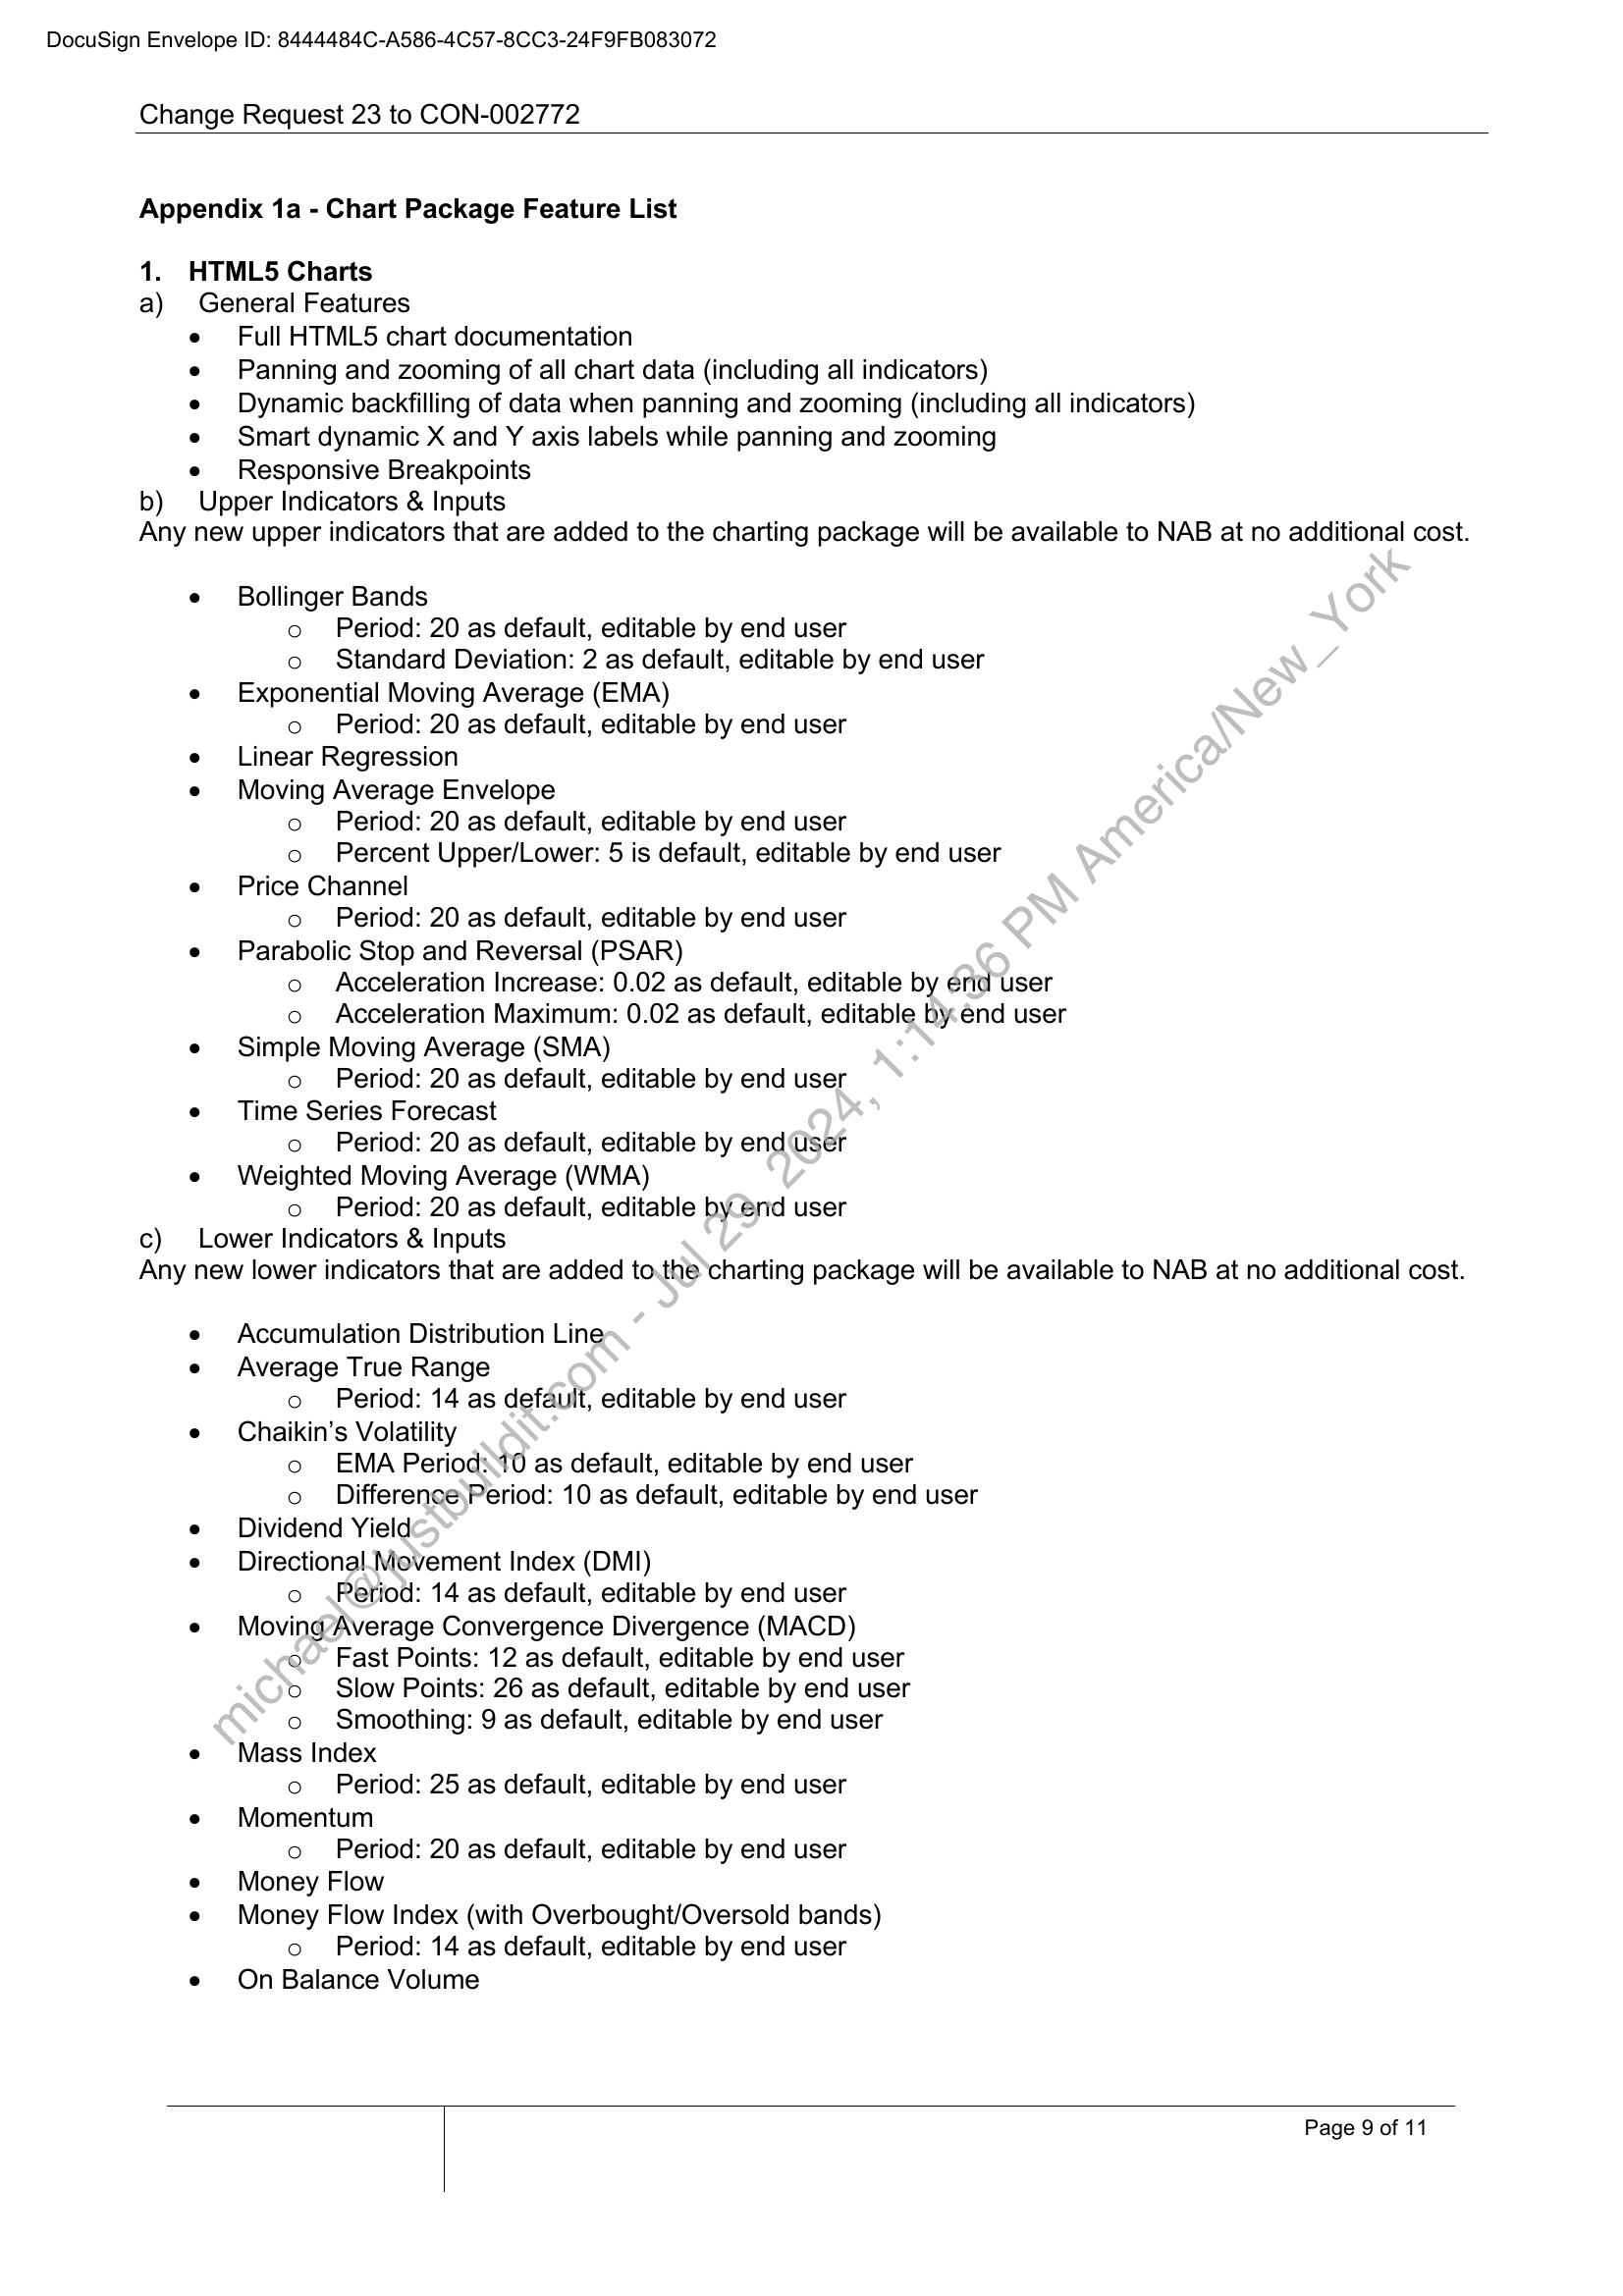 DocuSign Envelope ID: 8444484C-A586-4C57-8CC3-24F9FB083072
Change Request 23 to CON-002772
Appendix 1a - Chart Package Feature List
1. HTML5 Charts
a) General Features
• Full HTML5 chart documentation
• Panning and zooming of all chart data (including all indicators)
• Dynamic backfilling of data when panning and zooming (including all indicators)
• Smart dynamic X and Y axis labels while panning and zooming
• Responsive Breakpoints
b) Upper Indicators & Inputs
Any new upper indicators that are added to the charting package will be available to NAB at no additional cost.
• Bollinger Bands
o Period: 20 as default, editable by end user
o Standard Deviation: 2 as default, editable by end user
• Exponential Moving Average (EMA)
o Period: 20 as default, editable by end user
• Linear Regression
• Moving Average Envelope
o Period: 20 as default, editable by end user
o Percent Upper/Lower: 5 is default, editable by end user
• Price Channel
o Period: 20 as default, editable by end user
• Parabolic Stop and Reversal (PSAR)
o Acceleration Increase: 0.02 as default, editable by end user
o Acceleration Maximum: 0.02 as default, editable by end user
• Simple Moving Average (SMA)
o Period: 20 as default, editable by end user
• Time Series Forecast
o Period: 20 as default, editable by end user
• Weighted Moving Average (WMA)
o Period: 20 as default, editable by end user
c) Lower Indicators & Inputs
Any new lower indicators that are added to the charting package will be available to NAB at no additional cost.
• Accumulation Distribution Line
• Average True Range
o Period: 14 as default, editable by end user
• Chaikin’s Volatility
o EMA Period: 10 as default, editable by end user
o Difference Period: 10 as default, editable by end user
• Dividend Yield
• Directional Movement Index (DMI)
o Period: 14 as default, editable by end user
• Moving Average Convergence Divergence (MACD)
o Fast Points: 12 as default, editable by end user
o Slow Points: 26 as default, editable by end user
o Smoothing: 9 as default, editable by end user
• Mass Index
o Period: 25 as default, editable by end user
• Momentum
o Period: 20 as default, editable by end user
• Money Flow
• Money Flow Index (with Overbought/Oversold bands)
o Period: 14 as default, editable by end user
• On Balance Volume
michael@justbuildit.com - Jul 29, 2024, 1:14:36 PM America/New_York
Page 9 of 11